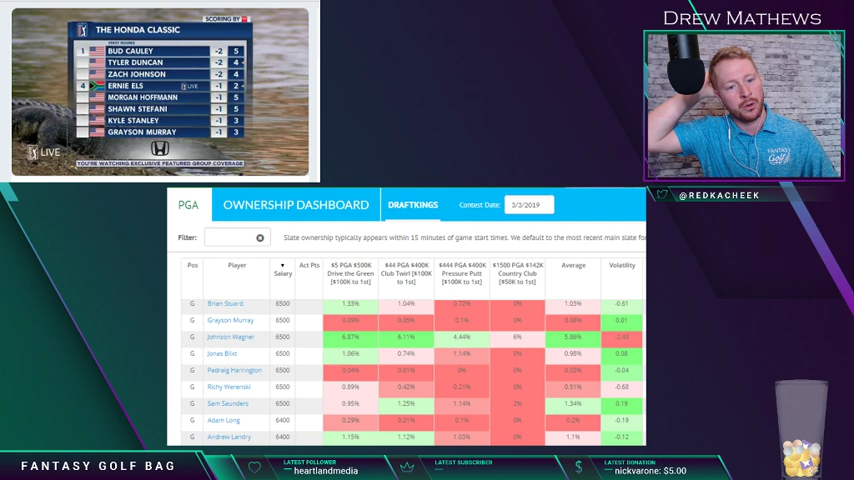 SCORING BY
THE HONDA CLASSIC
FIRST ROUND
1 BUD CAULEY -2 5
TYLER DUNCAN -2 4
ZACH JOHNSON -2 4
4 ERNIE ELS LIVE -1 2
MORGAN HOFFMANN -1 5
SHAWN STEFANI -1 5
KYLE STANLEY -1 3
GRAYSON MURRAY -1 3
LIVE
YOU'RE WATCHING EXCLUSIVE FEATURED GROUP COVERAGE
DREW MATHEWS
FANTASY
Golf
@REDKACHEEK
PGA OWNERSHIP DASHBOARD DRAFTKINGS Contest Date: 3/3/2019
Filter: Slate ownership typically appears within 15 minutes of game start times. We default to the most recent main slate for
Pos Player Salary Act Pts $5 PGA $500K Drive the Green [$100K to 1st] $44 PGA $400K Club Twirl [$100K to 1st] $444 PGA $400K Pressure Putt [$100K to 1st] $1500 PGA $142K Country Club [$50K to 1st] Average Volatility
G Brian Stuard 6500 1.33% 1.04% 0.72% 0% 1.03% -0.61
G Grayson Murray 6500 0.09% 0.05% 0.1% 0% 0.08% 0.01
G Johnson Wagner 6500 6.87% 6.11% 4.44% 6% 5.86% -2.43
G Jonas Blixt 6500 1.06% 0.74% 1.14% 0% 0.98% 0.08
G Padraig Harrington 6500 0.04% 0.01% 0% 0% 0.03% -0.04
G Richy Werenski 6500 0.89% 0.42% 0.21% 0% 0.51% -0.68
G Sam Saunders 6500 0.95% 1.25% 1.14% 2% 1.34% 0.19
G Adam Long 6400 0.29% 0.21% 0.1% 0% 0.2% -0.19
G Andrew Landry 6400 1.15% 1.12% 1.03% 0% 1.1% -0.12
FANTASY GOLF BAG
LATEST FOLLOWER
heartlandmedia
LATEST SUBSCRIBER
LATEST DONATION
nickvarone: $5.00